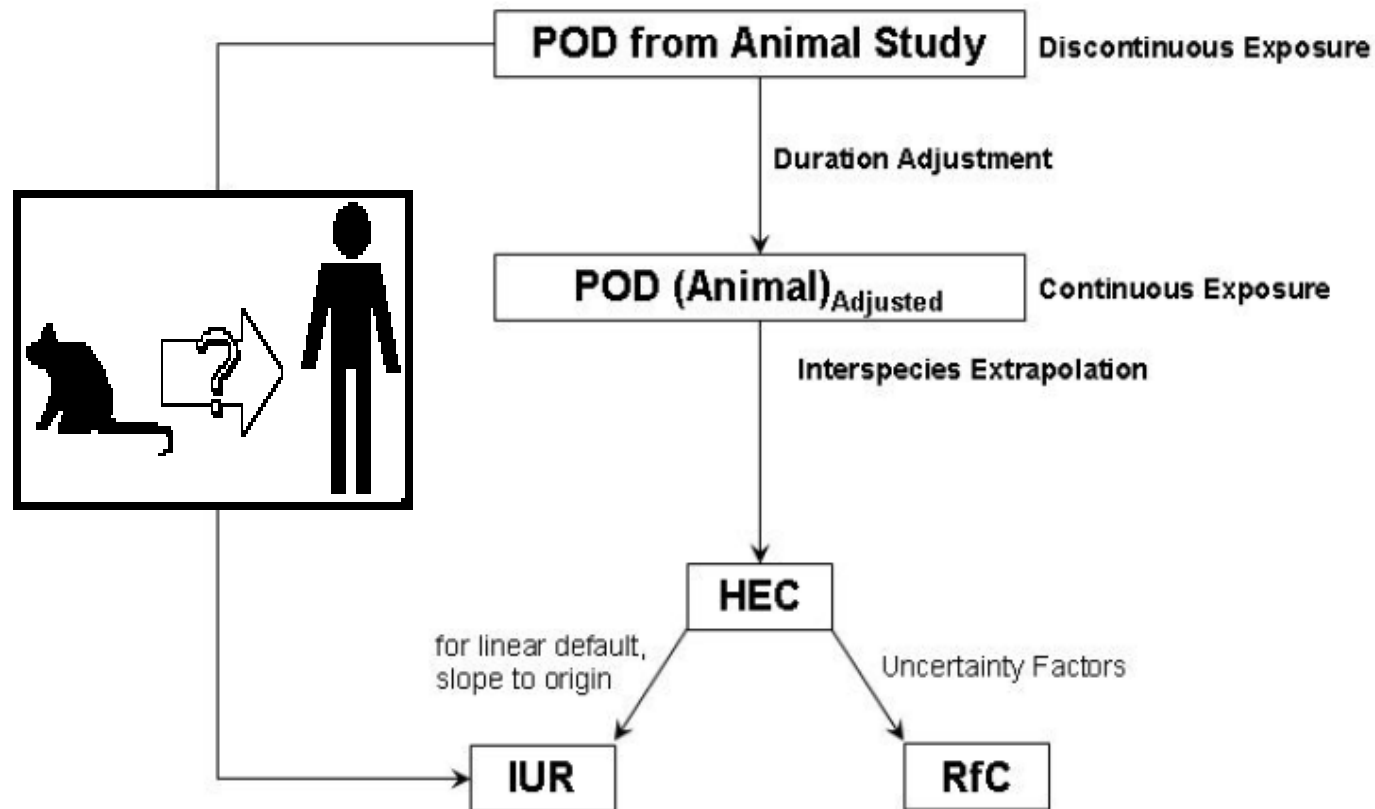 POD from Animal Study
Discontinuous Exposure
Duration Adjustment
POD (Animal)Adjusted
Continuous Exposure
?
Interspecies Extrapolation
HEC
for linear default,
slope to origin
Uncertainty Factors
IUR
RfC